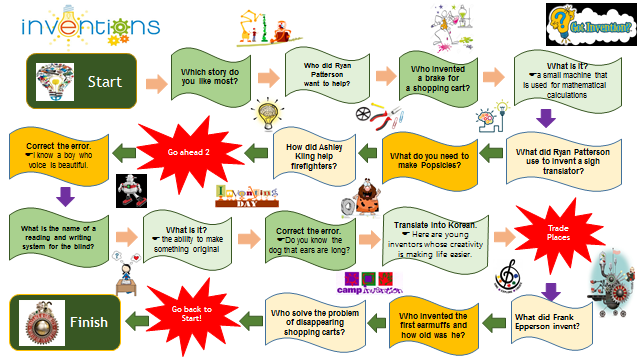 inventions
Got Invention?
Start
Which story do
you like most?
Who did Ryan
Patterson
want to help?
Who invented
a brake for
a shopping cart?
What is it?
☛a small machine that
is used for mathematical
calculations
Correct the error.
☛I know a boy who
voice is beautiful.
Go ahead 2
How did Ashley
Kling help
firefighters?
What do you need to
make Popsicles?
What did Ryan Patterson
use to invent a sigh
translator?
Inventing
DAY
What is the name of a
reading and writing
system for the blind?
What is it?
☛ the ability to make
something original
Correct the error.
☛Do you know the
dog that ears are long?
Translate into Korean.
☛ Here are young
inventors whose creativity
is making life easier.
Trade
Places
camp invention
Finish
Go back to
Start!
Who solve the problem
of disappearing
shopping carts?
Who invented the
first earmuffs and
how old was he?
What did Frank
Epperson invent?